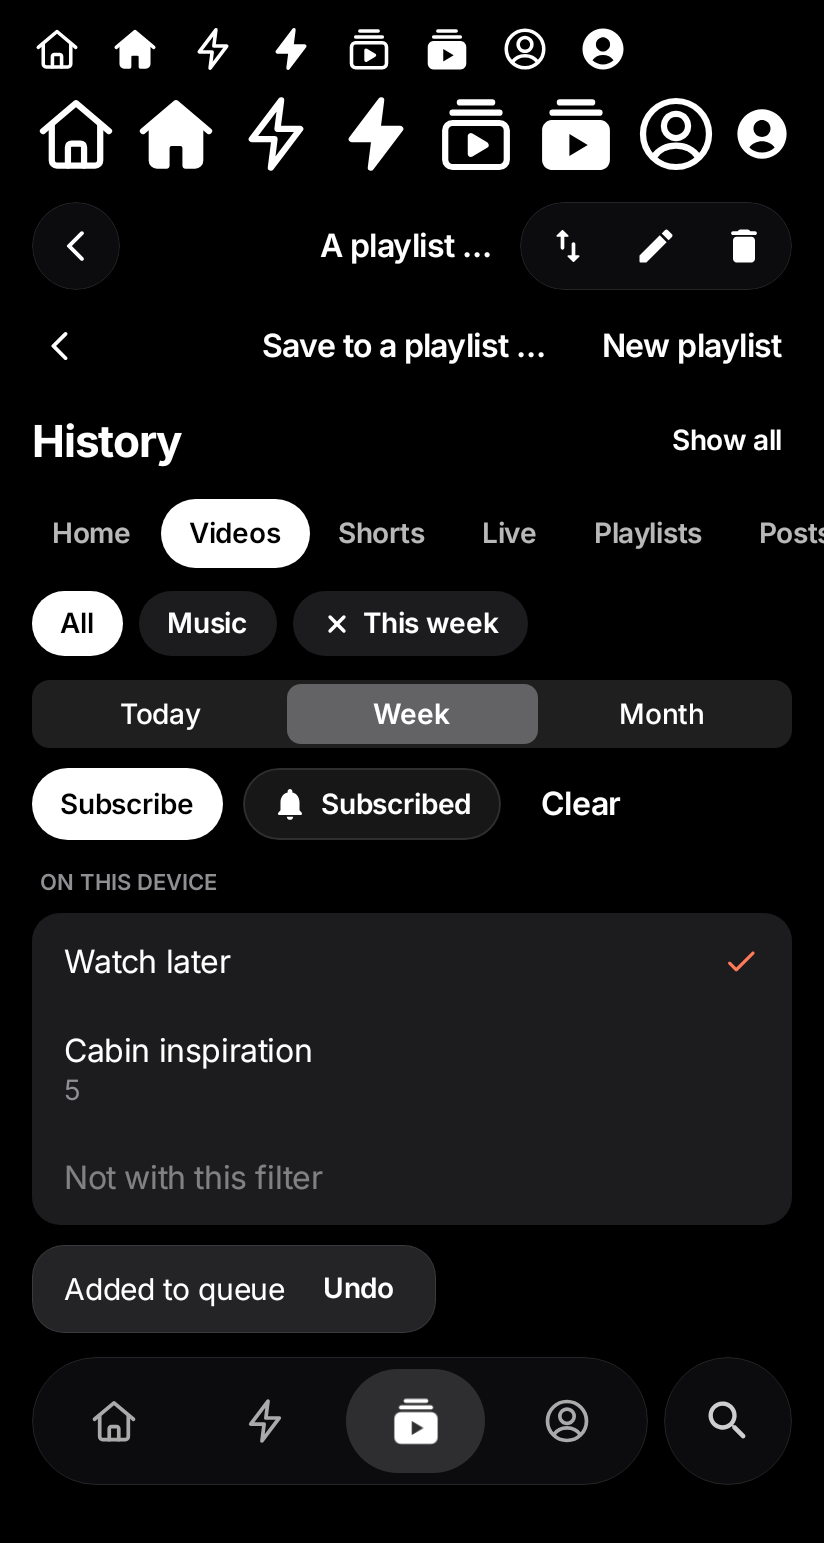 A playlist ...
Save to a playlist ... New playlist
History Show all
Home Videos Shorts Live Playlists Posts
All Music This week
Today Week Month
Subscribe Subscribed Clear
ON THIS DEVICE
Watch later
Cabin inspiration
5
Not with this filter
Added to queue Undo